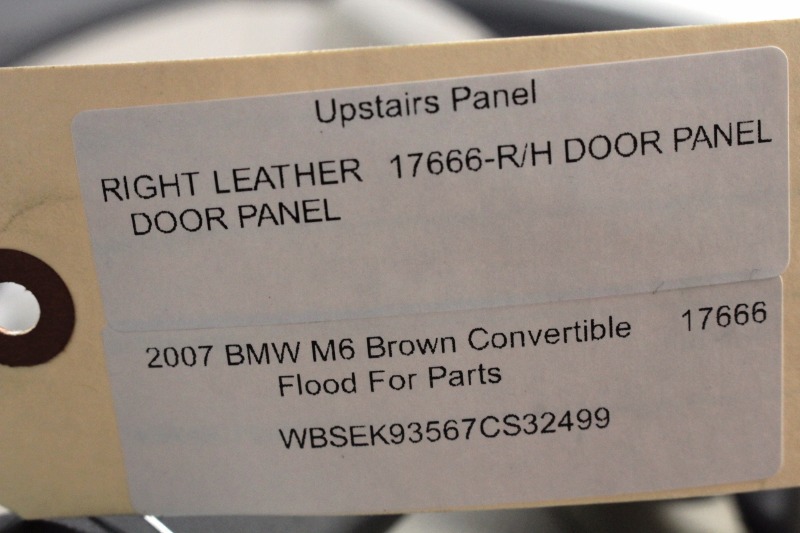 Upstairs Panel
RIGHT LEATHER 17666-R/H DOOR PANEL
DOOR PANEL
2007 BMW M6 Brown Convertible 17666
Flood For Parts
WBSEK93567CS32499